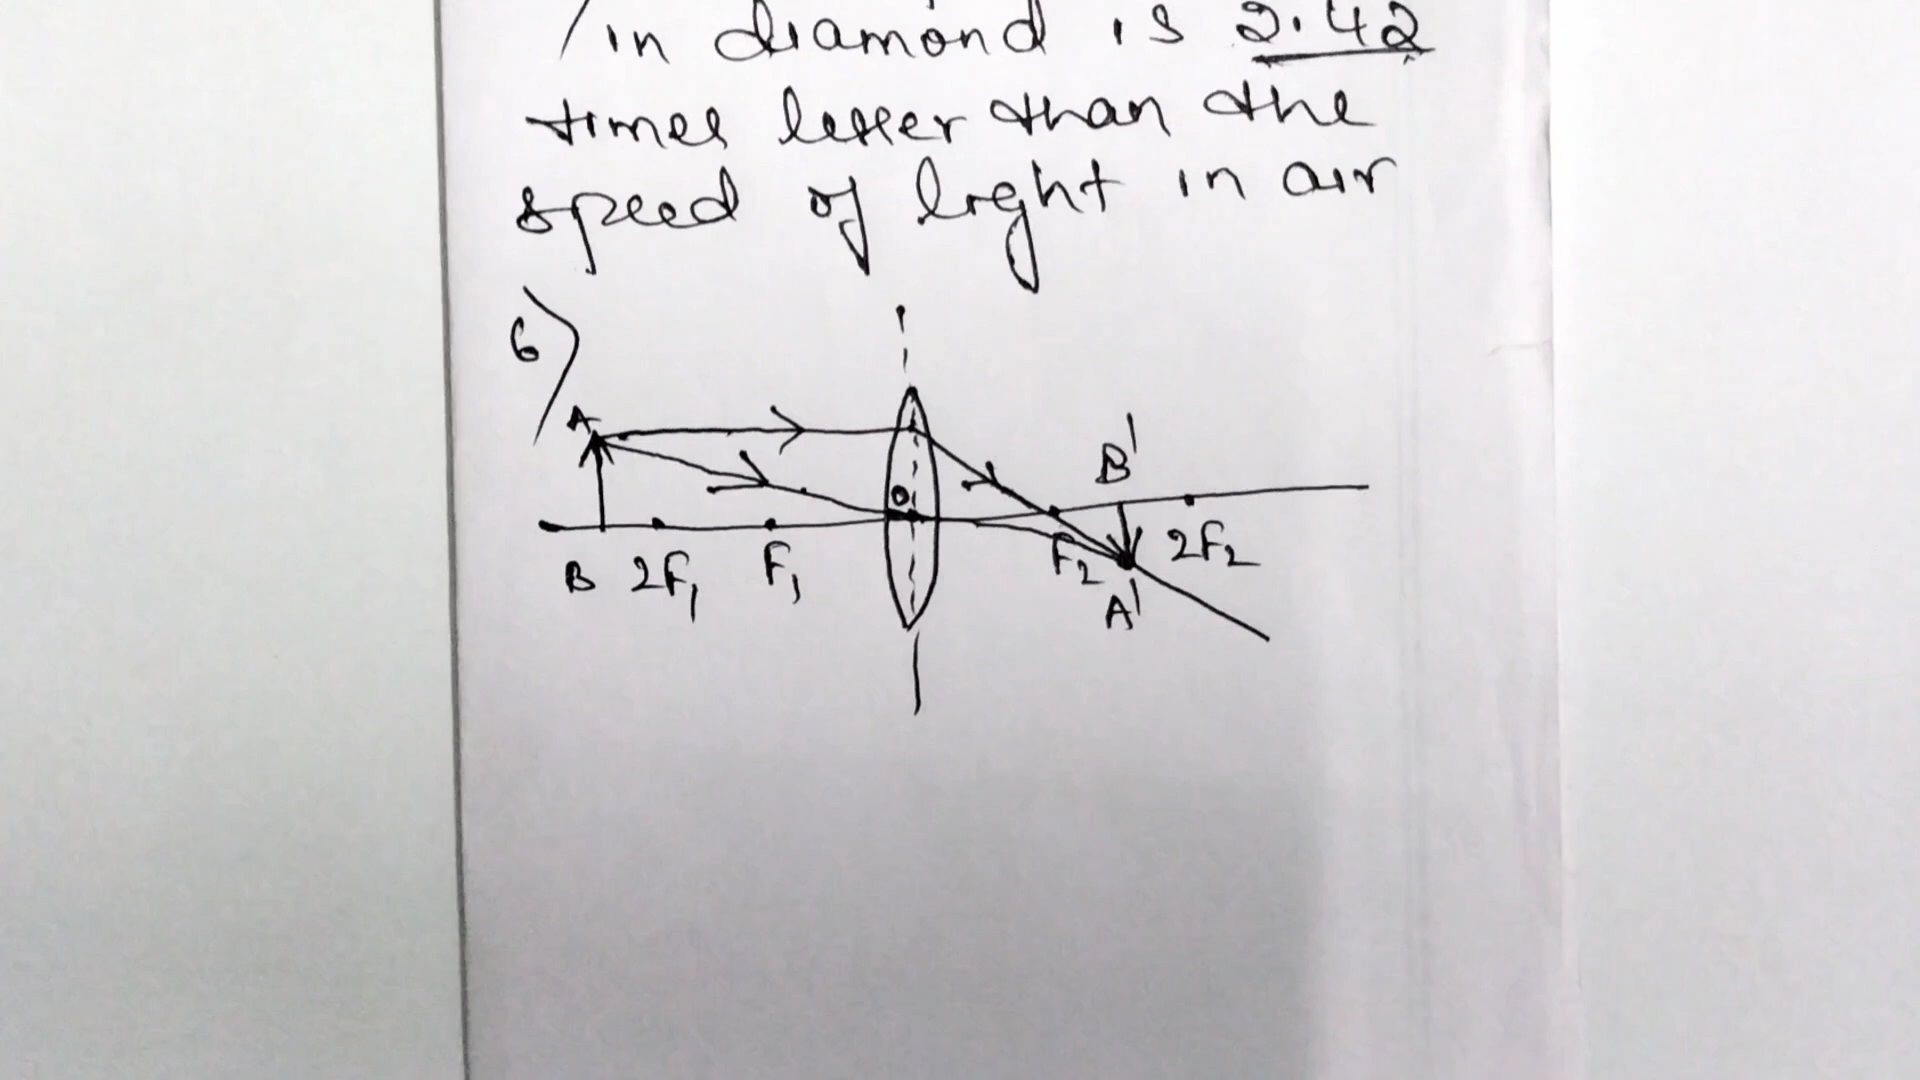 in diamond is 2.42
times lesser than the
speed of light in air
6)
A
B'
O
B 2F1 F1 F2 2F2
A'